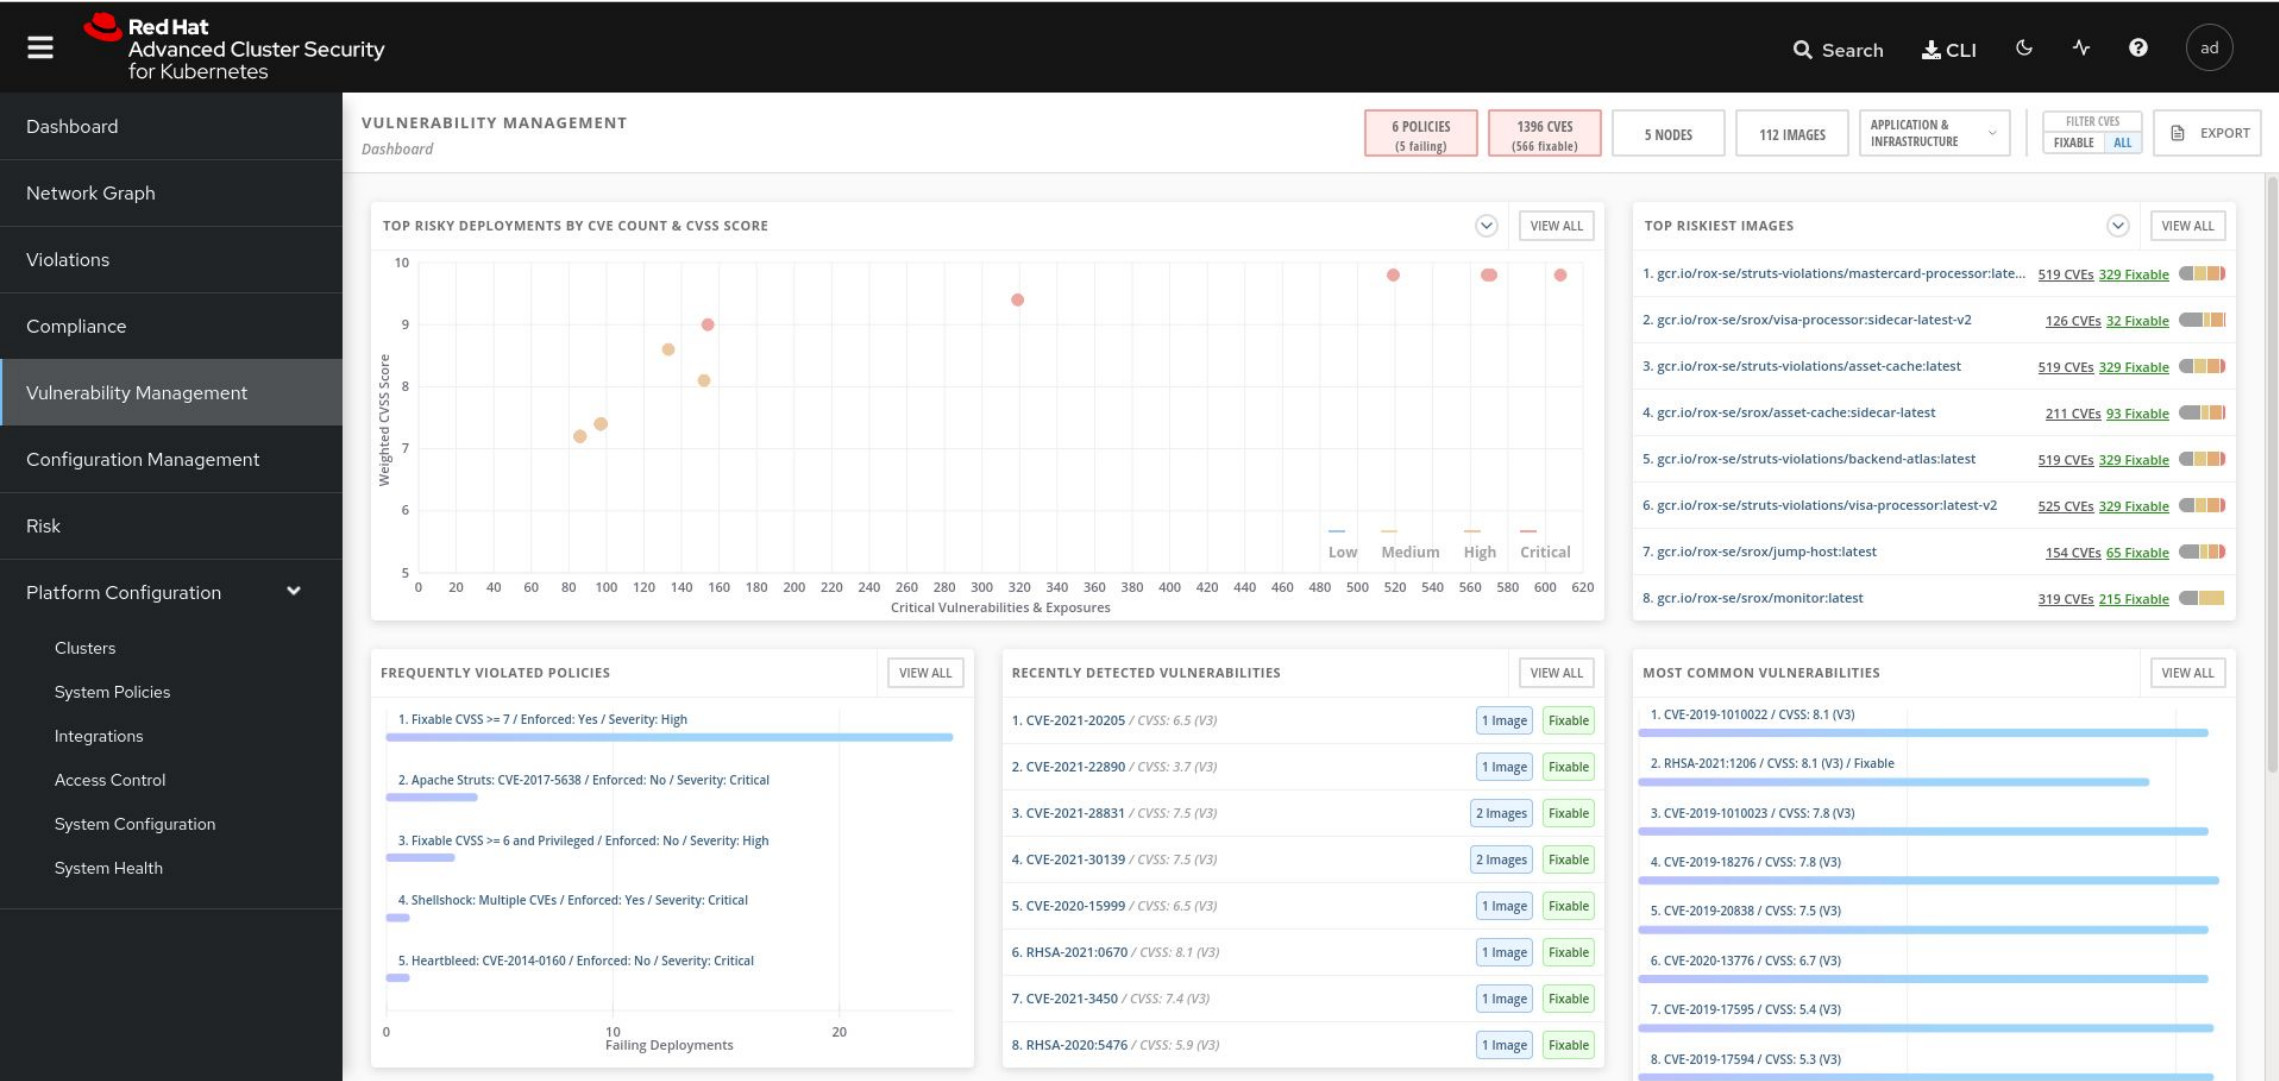 Red Hat
Advanced Cluster Security
for Kubernetes
Search
CLI
ad
Dashboard
Network Graph
Violations
Compliance
Vulnerability Management
Configuration Management
Risk
Platform Configuration
Clusters
System Policies
Integrations
Access Control
System Configuration
System Health
VULNERABILITY MANAGEMENT
Dashboard
6 POLICIES
(5 failing)
1396 CVES
(566 fixable)
5 NODES
112 IMAGES
APPLICATION &
INFRASTRUCTURE
FILTER CVES
FIXABLE ALL
EXPORT
TOP RISKY DEPLOYMENTS BY CVE COUNT & CVSS SCORE
VIEW ALL
Weighted CVSS Score
10
9
8
7
6
5
Low Medium High Critical
0 20 40 60 80 100 120 140 160 180 200 220 240 260 280 300 320 340 360 380 400 420 440 460 480 500 520 540 560 580 600 620
Critical Vulnerabilities & Exposures
TOP RISKIEST IMAGES
VIEW ALL
1. gcr.io/rox-se/struts-violations/mastercard-processor:late... 519 CVEs 329 Fixable
2. gcr.io/rox-se/srox/visa-processor:sidecar-latest-v2 126 CVEs 32 Fixable
3. gcr.io/rox-se/struts-violations/asset-cache:latest 519 CVEs 329 Fixable
4. gcr.io/rox-se/srox/asset-cache:sidecar-latest 211 CVEs 93 Fixable
5. gcr.io/rox-se/struts-violations/backend-atlas:latest 519 CVEs 329 Fixable
6. gcr.io/rox-se/struts-violations/visa-processor:latest-v2 525 CVEs 329 Fixable
7. gcr.io/rox-se/srox/jump-host:latest 154 CVEs 65 Fixable
8. gcr.io/rox-se/srox/monitor:latest 319 CVEs 215 Fixable
FREQUENTLY VIOLATED POLICIES
VIEW ALL
1. Fixable CVSS >= 7 / Enforced: Yes / Severity: High
2. Apache Struts: CVE-2017-5638 / Enforced: No / Severity: Critical
3. Fixable CVSS >= 6 and Privileged / Enforced: No / Severity: High
4. Shellshock: Multiple CVEs / Enforced: Yes / Severity: Critical
5. Heartbleed: CVE-2014-0160 / Enforced: No / Severity: Critical
0 10 20
Failing Deployments
RECENTLY DETECTED VULNERABILITIES
VIEW ALL
1. CVE-2021-20205 / CVSS: 6.5 (V3) 1 Image Fixable
2. CVE-2021-22890 / CVSS: 3.7 (V3) 1 Image Fixable
3. CVE-2021-28831 / CVSS: 7.5 (V3) 2 Images Fixable
4. CVE-2021-30139 / CVSS: 7.5 (V3) 2 Images Fixable
5. CVE-2020-15999 / CVSS: 6.5 (V3) 1 Image Fixable
6. RHSA-2021:0670 / CVSS: 8.1 (V3) 1 Image Fixable
7. CVE-2021-3450 / CVSS: 7.4 (V3) 1 Image Fixable
8. RHSA-2020:5476 / CVSS: 5.9 (V3) 1 Image Fixable
MOST COMMON VULNERABILITIES
VIEW ALL
1. CVE-2019-1010022 / CVSS: 8.1 (V3)
2. RHSA-2021:1206 / CVSS: 8.1 (V3) / Fixable
3. CVE-2019-1010023 / CVSS: 7.8 (V3)
4. CVE-2019-18276 / CVSS: 7.8 (V3)
5. CVE-2019-20838 / CVSS: 7.5 (V3)
6. CVE-2020-13776 / CVSS: 6.7 (V3)
7. CVE-2019-17595 / CVSS: 5.4 (V3)
8. CVE-2019-17594 / CVSS: 5.3 (V3)